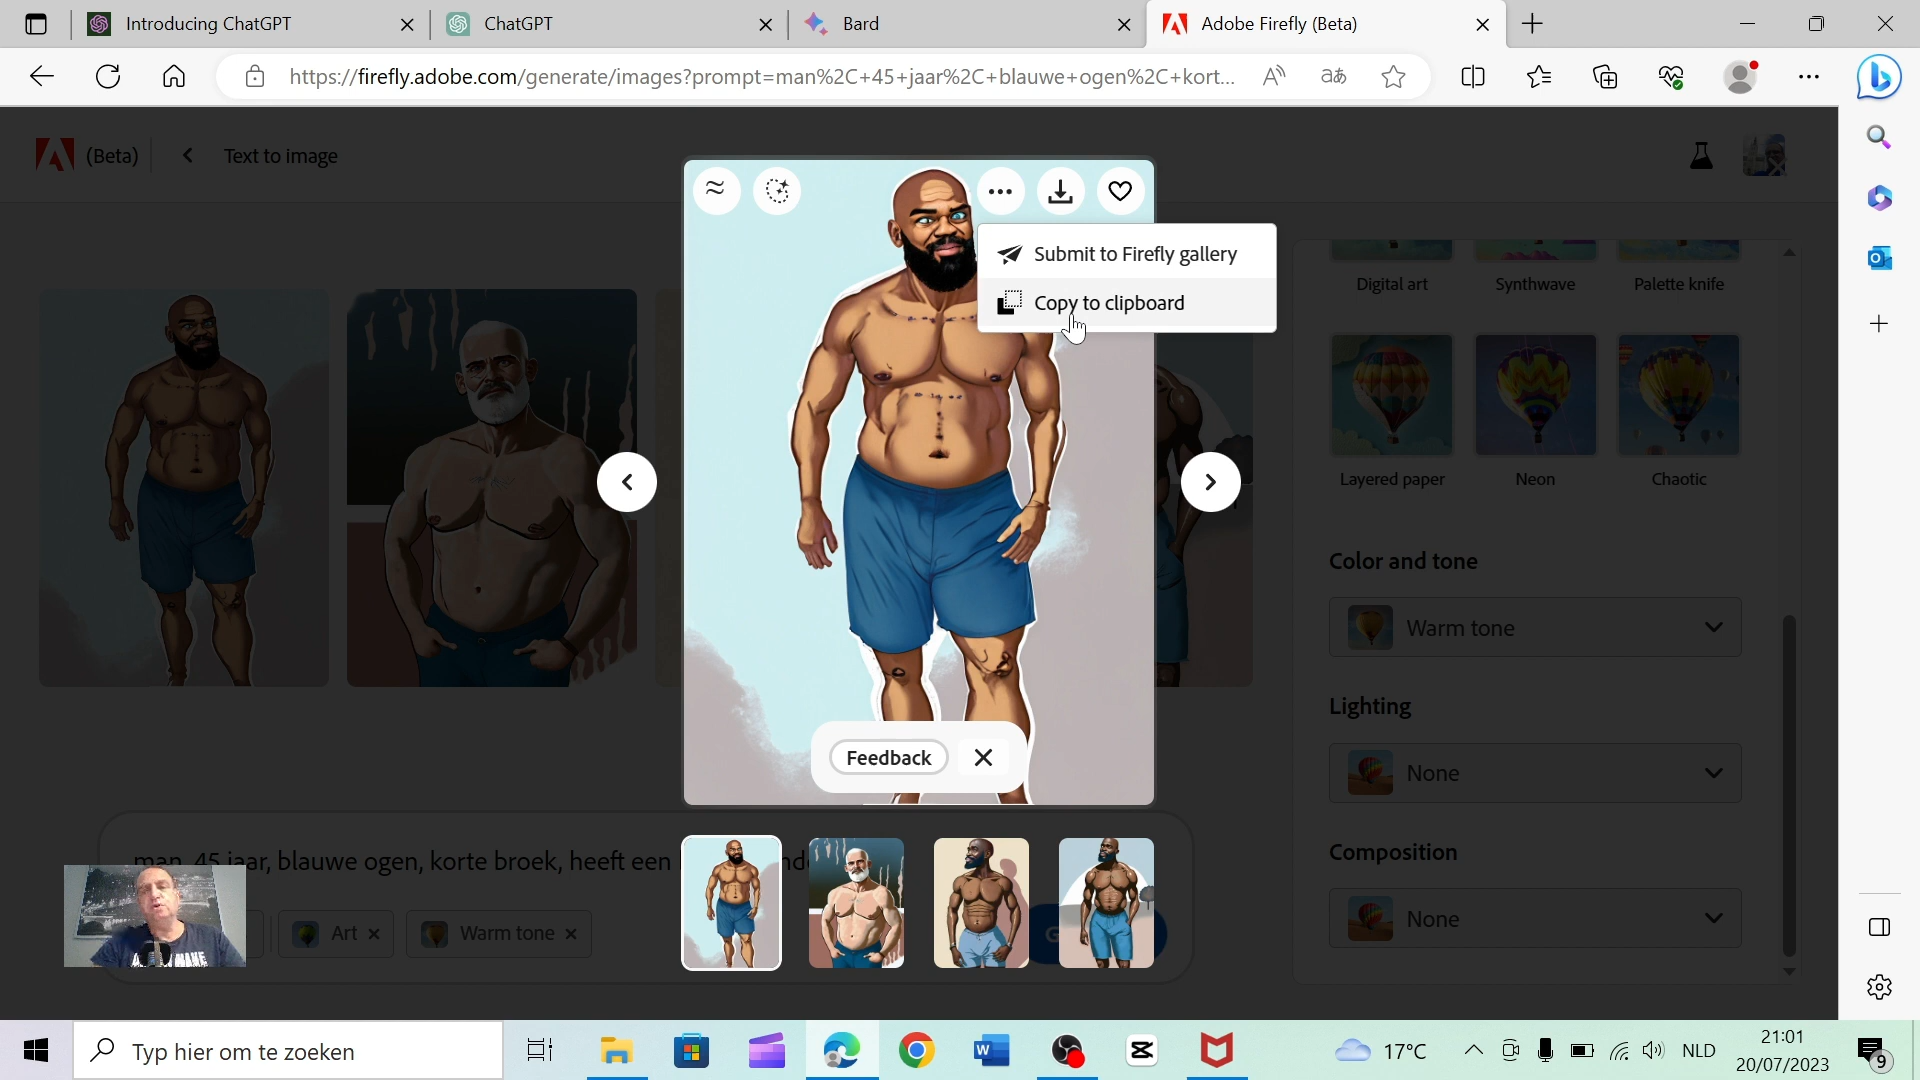 Introducing ChatGPT
ChatGPT
Bard
Adobe Firefly (Beta)
https://firefly.adobe.com/generate/images?prompt=man%2C+45+jaar%2C+blauwe+ogen%2C+kort...
(Beta)
Text to image
Submit to Firefly gallery
Copy to clipboard
Digital art
Synthwave
Palette knife
Layered paper
Neon
Chaotic
Color and tone
Warm tone
Lighting
None
Composition
None
Feedback
man, 45 jaar, blauwe ogen, korte broek, heeft een
Art
Warm tone
Typ hier om te zoeken
17°C
NLD
21:01
20/07/2023
9